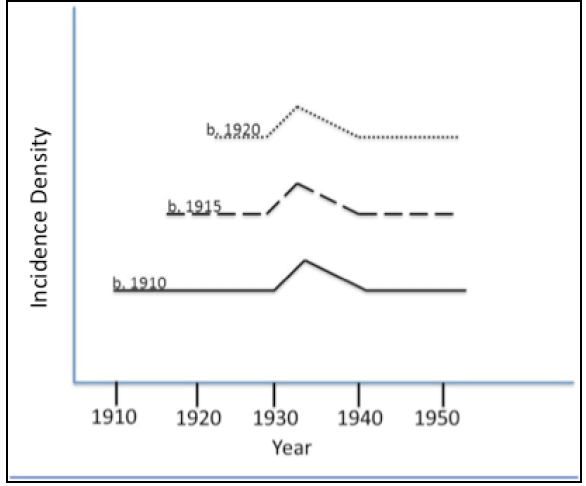 b. 1920
b. 1915
b. 1910
Incidence Density
1910 1920 1930 1940 1950
Year